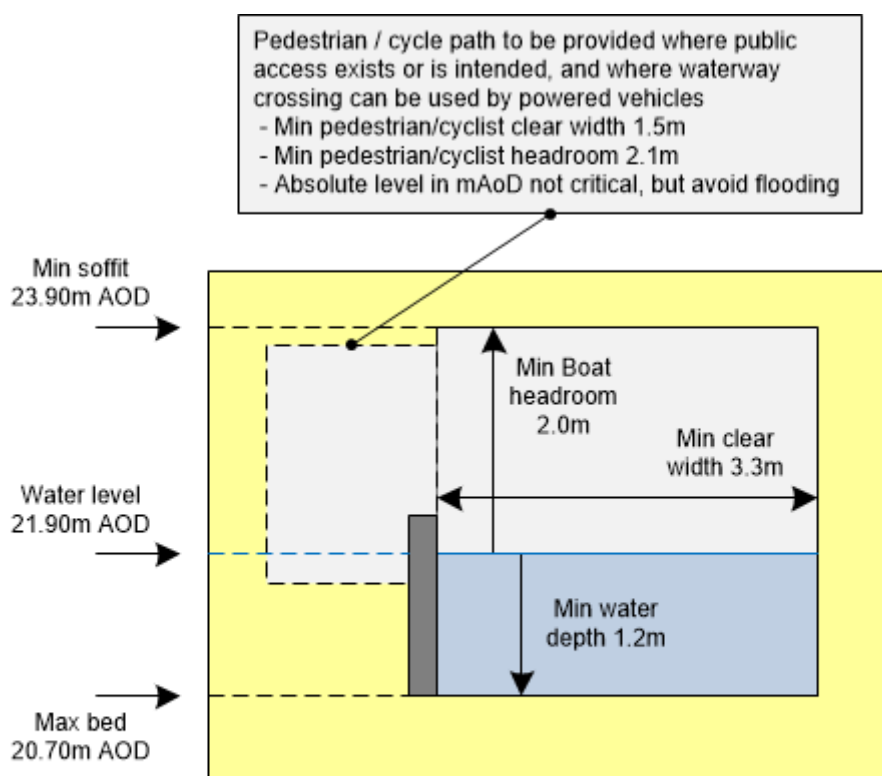 Pedestrian / cycle path to be provided where public
access exists or is intended, and where waterway
crossing can be used by powered vehicles
- Min pedestrian/cyclist clear width 1.5m
- Min pedestrian/cyclist headroom 2.1m
- Absolute level in mAoD not critical, but avoid flooding
Min soffit
23.90m AOD
Min Boat
headroom
2.0m
Min clear
width 3.3m
Water level
21.90m AOD
Min water
depth 1.2m
Max bed
20.70m AOD